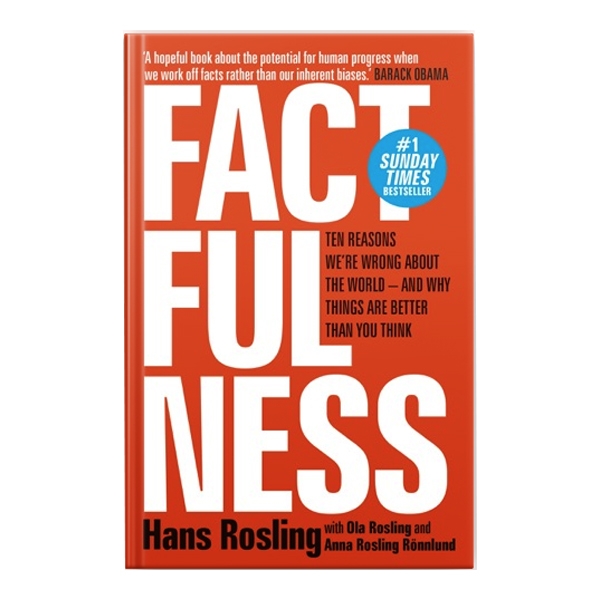 'A hopeful book about the potential for human progress when
we work off facts rather than our inherent biases.' BARACK OBAMA
FACT
#1
SUNDAY
TIMES
BESTSELLER
FUL
TEN REASONS
WE'RE WRONG ABOUT
THE WORLD – AND WHY
THINGS ARE BETTER
THAN YOU THINK
NESS
Hans Rosling
with Ola Rosling and
Anna Rosling Rönnlund